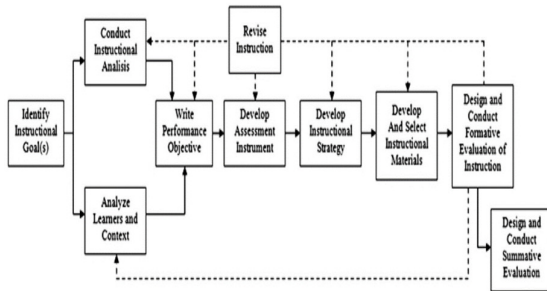 Conduct
Instructional
Analisis
Revise
Instruction
Identify
Instructional
Goal(s)
Write
Performance
Objective
Develop
Assessment
Instrument
Develop
Instructional
Strategy
Develop
And Select
Instructional
Materials
Design and
Conduct
Formative
Evaluation of
Instruction
Analyze
Learners and
Context
Design and
Conduct
Summative
Evaluation